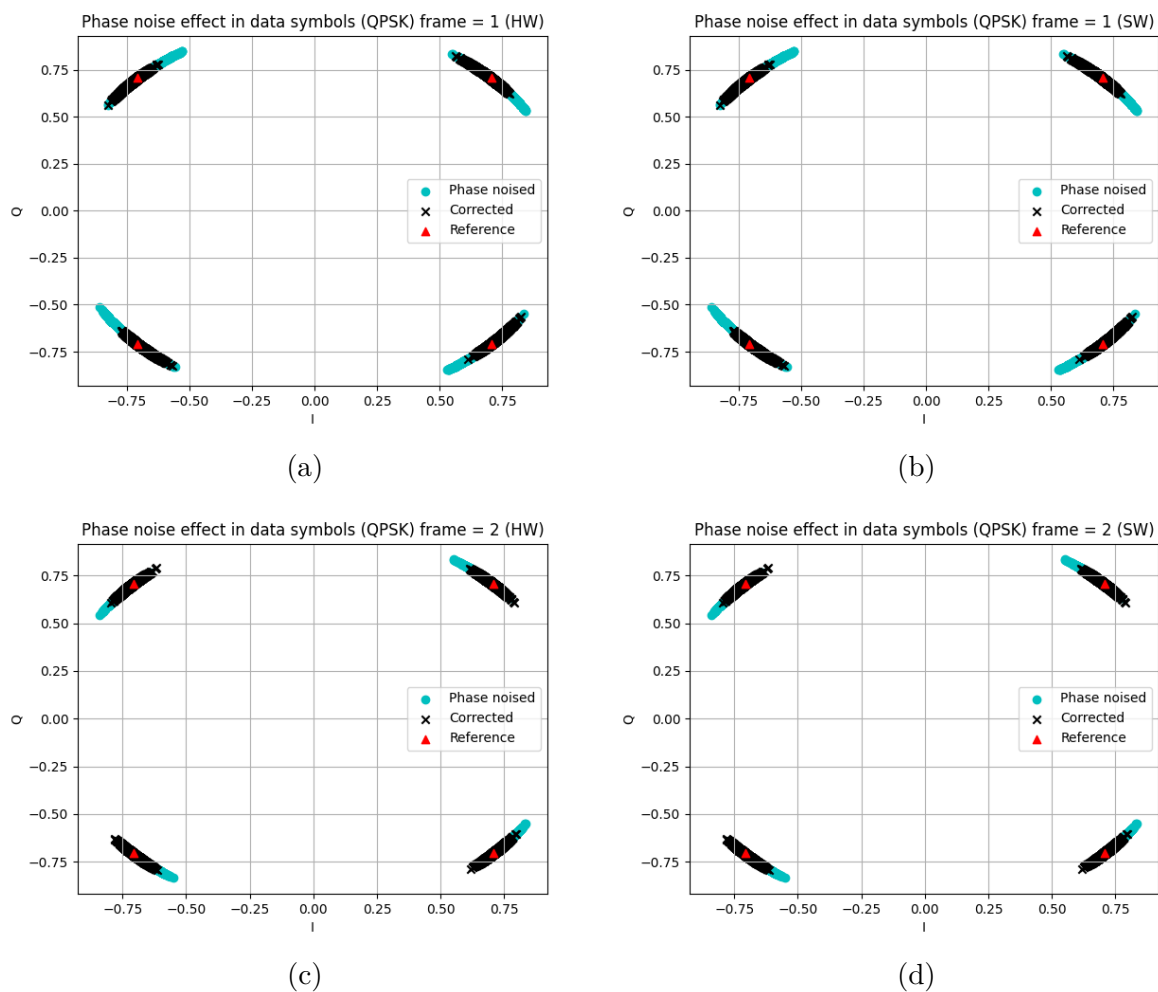 Phase noise effect in data symbols (QPSK) frame = 1 (HW)
0.75
0.50
0.25
0.00
−0.25
−0.50
−0.75
Q
Phase noised
Corrected
Reference
−0.75 −0.50 −0.25 0.00 0.25 0.50 0.75
I
(a)
Phase noise effect in data symbols (QPSK) frame = 1 (SW)
0.75
0.50
0.25
0.00
−0.25
−0.50
−0.75
Q
Phase noised
Corrected
Reference
−0.75 −0.50 −0.25 0.00 0.25 0.50 0.75
I
(b)
Phase noise effect in data symbols (QPSK) frame = 2 (HW)
0.75
0.50
0.25
0.00
−0.25
−0.50
−0.75
Q
Phase noised
Corrected
Reference
−0.75 −0.50 −0.25 0.00 0.25 0.50 0.75
I
(c)
Phase noise effect in data symbols (QPSK) frame = 2 (SW)
0.75
0.50
0.25
0.00
−0.25
−0.50
−0.75
Q
Phase noised
Corrected
Reference
−0.75 −0.50 −0.25 0.00 0.25 0.50 0.75
I
(d)